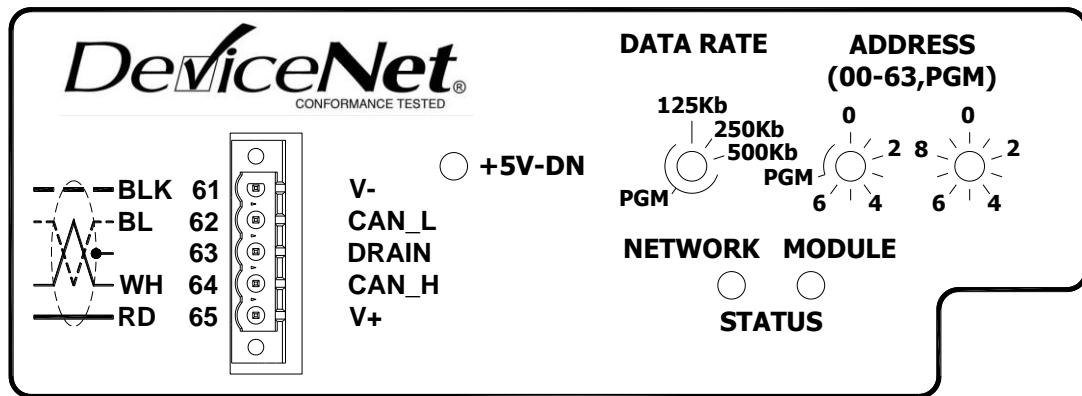 DeviceNet®
CONFORMANCE TESTED
DATA RATE
125Kb
250Kb
500Kb
PGM
ADDRESS
(00-63,PGM)
0
2
4
6
PGM
0
2
4
6
8
+5V-DN
BLK 61 V-
BL 62 CAN_L
63 DRAIN
WH 64 CAN_H
RD 65 V+
NETWORK MODULE
STATUS